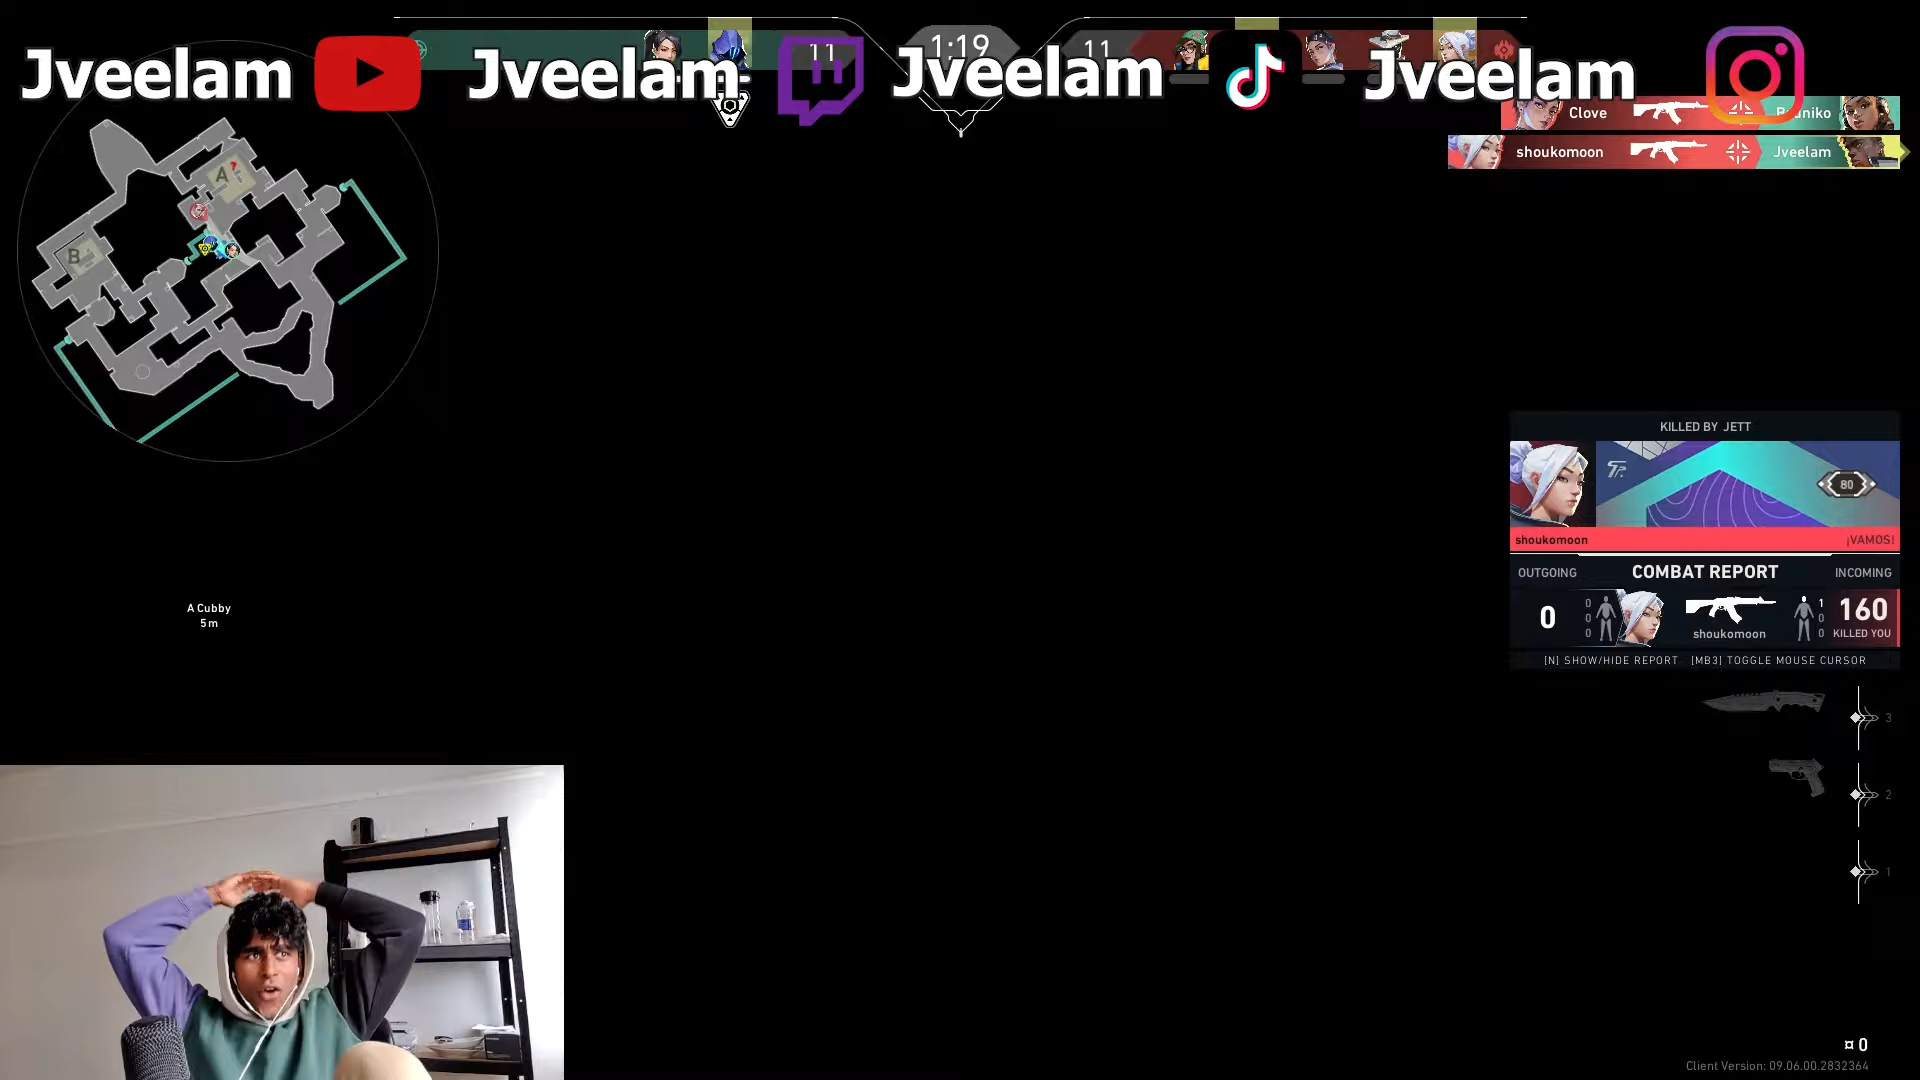 Jveelam
Jveelam
11
1:19
Jveelam
11
Jveelam
Clove
shoukomoon Jveelam
A
B
KILLED BY JETT
80
shoukomoon ¡VAMOS!
OUTGOING COMBAT REPORT INCOMING
0
0
0
0
shoukomoon
1
0
0
160
KILLED YOU
[N] SHOW/HIDE REPORT [MB3] TOGGLE MOUSE CURSOR
A Cubby
5m
3
2
1
¤ 0
Client Version: 09.06.00.2832364